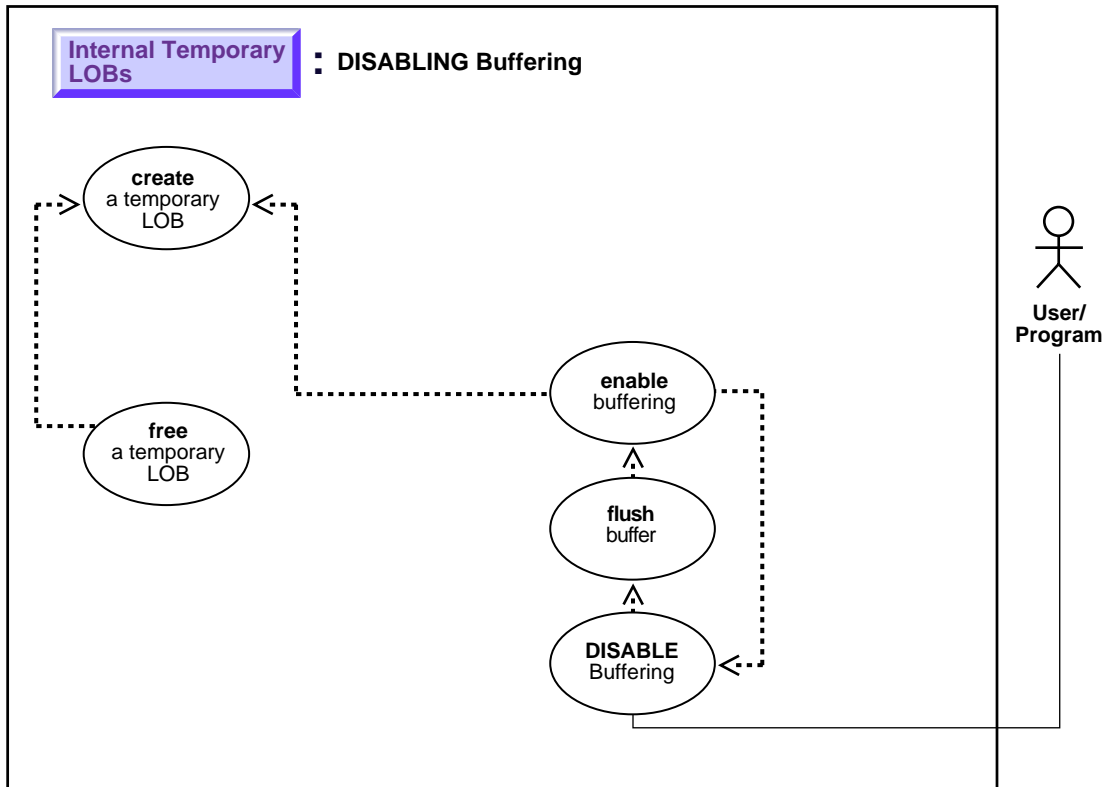 Internal Temporary
LOBs
: DISABLING Buffering
create
a temporary
LOB
User/
Program
enable
buffering
free
a temporary
LOB
flush
buffer
DISABLE
Buffering